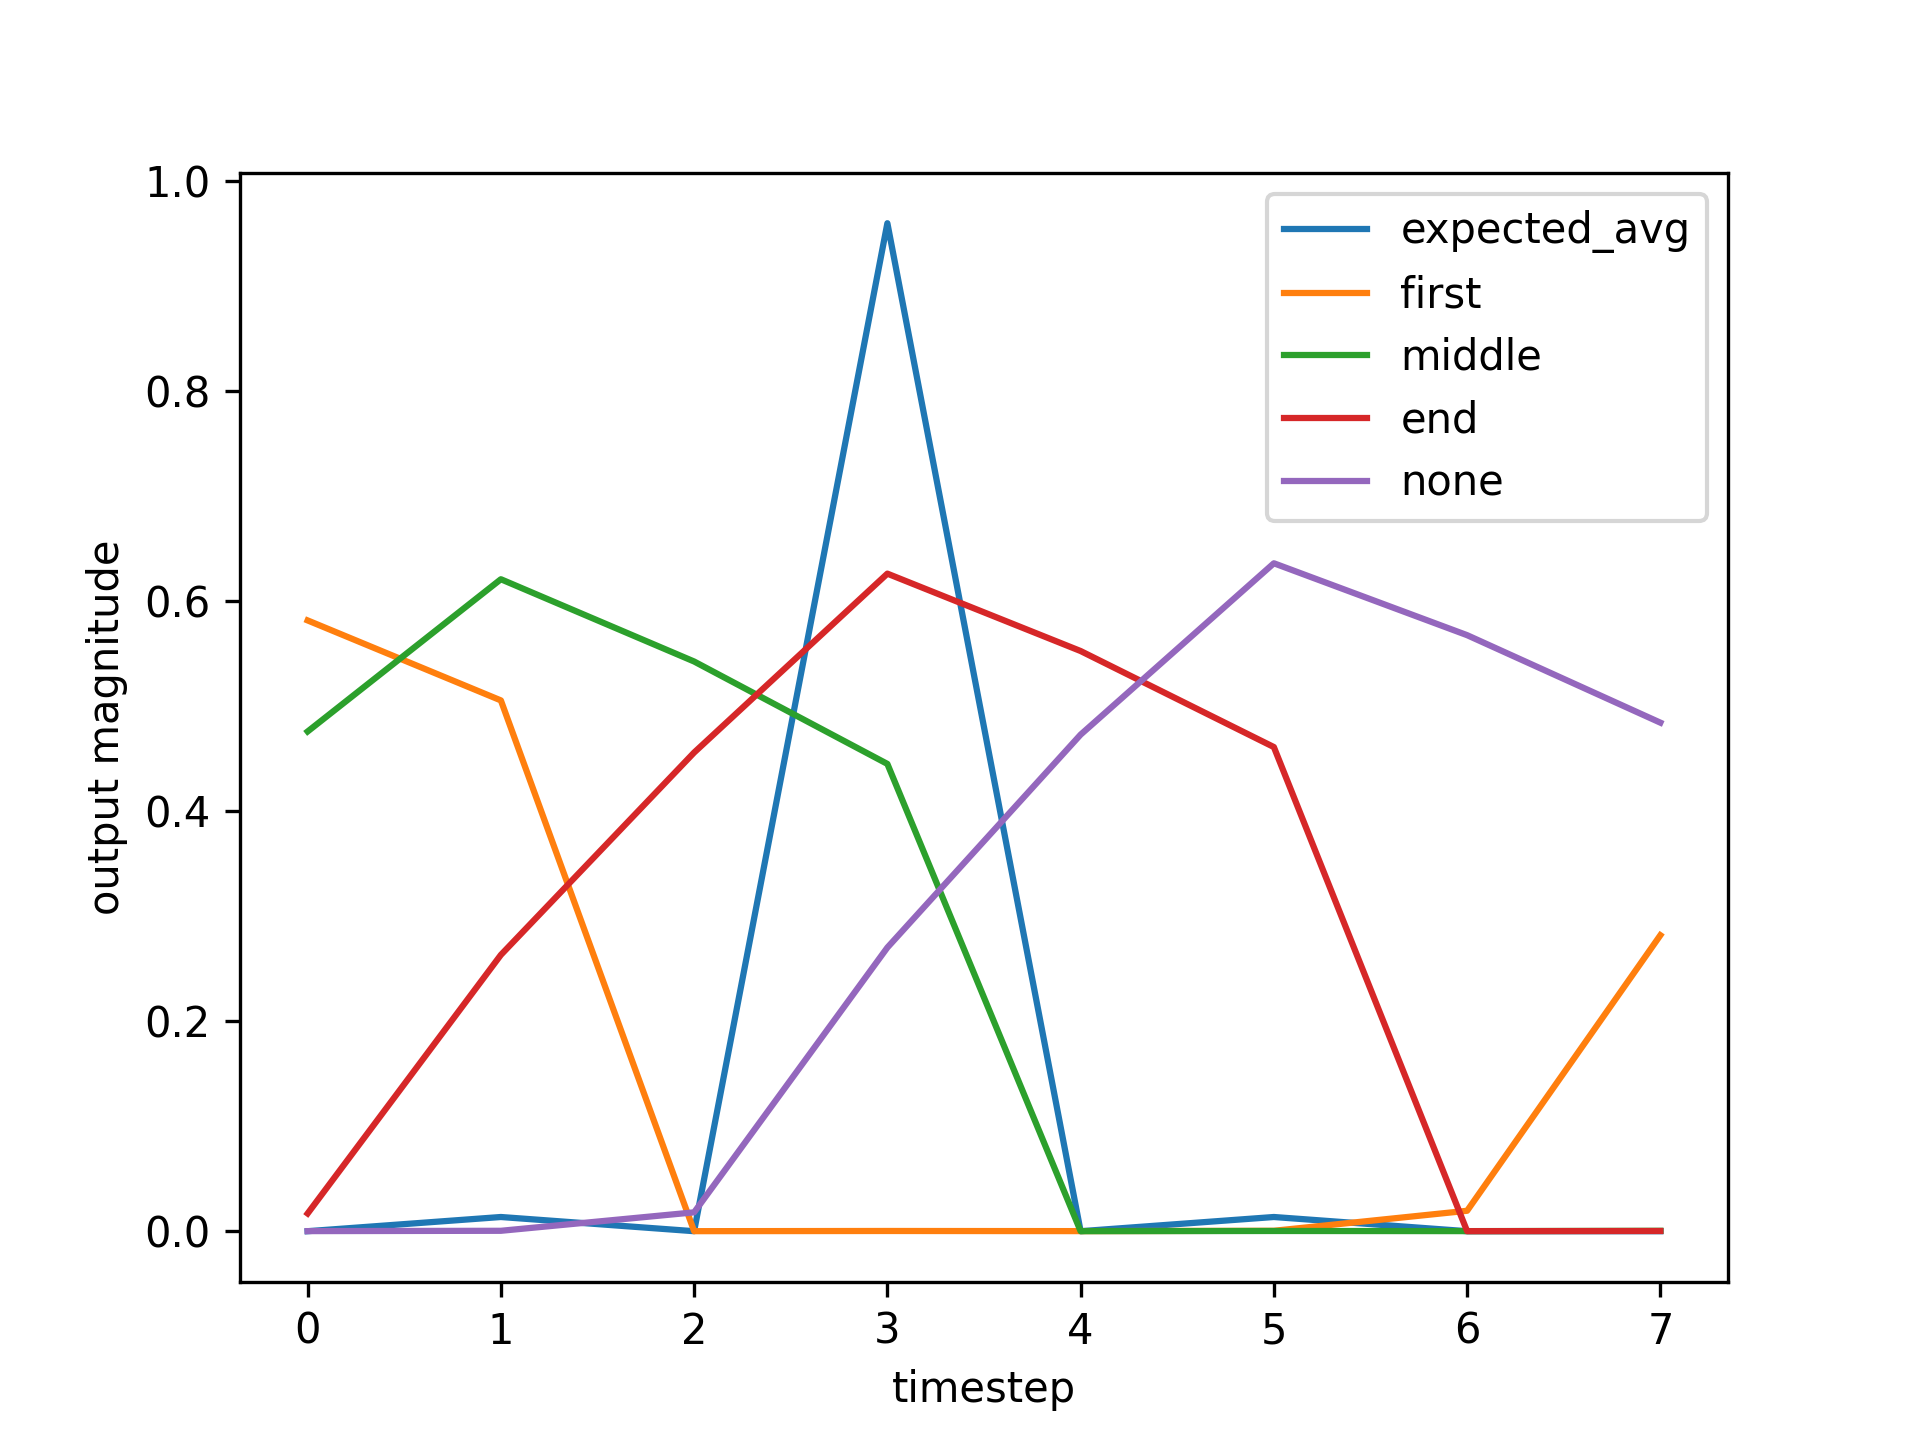 1.0
0.8
0.6
0.4
0.2
0.0
output magnitude
0 1 2 3 4 5 6 7
timestep
expected_avg
first
middle
end
none